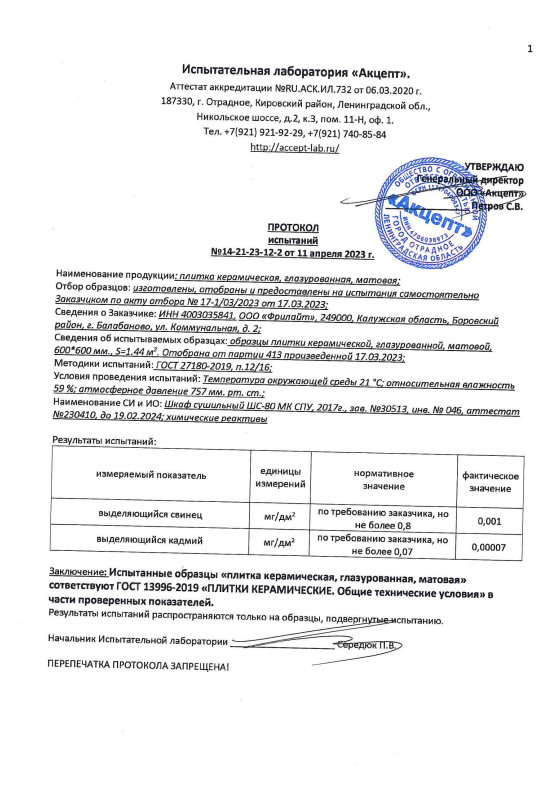 1
Испытательная лаборатория «Акцепт».
Аттестат аккредитации №RU.АСК.ИЛ.732 от 06.03.2020 г.
187330, г. Отрадное, Кировский район, Ленинградской обл.,
Никольское шоссе, д.2, к.3, пом. 11-Н, оф. 1.
Тел. +7(921) 921-92-29, +7(921) 740-85-84
http://accept-lab.ru/
УТВЕРЖДАЮ
Генеральный директор
ООО «Акцепт»
Петров С.В.
«Акцепт»
ИНН 4706038973
ГОРОД ОТРАДНОЕ
ЛЕНИНГРАДСКАЯ ОБЛАСТЬ
ПРОТОКОЛ
испытаний
№14-21-23-12-2 от 11 апреля 2023 г.
Наименование продукции: плитка керамическая, глазурованная, матовая;
Отбор образцов: изготовлены, отобраны и предоставлены на испытания самостоятельно
Заказчиком по акту отбора № 17-1/03/2023 от 17.03.2023;
Сведения о Заказчике: ИНН 4003035841, ООО «Фрилайт», 249000, Калужская область, Боровский
район, г. Балабаново, ул. Коммунальная, д. 2;
Сведения об испытываемых образцах: образцы плитки керамической, глазурованной, матовой,
600*600 мм., S=1.44 м². Отобрана от партии 413 произведенной 17.03.2023;
Методики испытаний: ГОСТ 27180-2019, п.12/16;
Условия проведения испытаний: Температура окружающей среды 21 °С; относительная влажность
59 %; атмосферное давление 757 мм. рт. ст.;
Наименование СИ и ИО: Шкаф сушильный ШС-80 МК СПУ, 2017г., зав. №30513, инв. № 046, аттестат
№230410, до 19.02.2024; химические реактивы
Результаты испытаний:
измеряемый показатель
единицы
измерений
нормативное
значение
фактическое
значение
выделяющийся свинец
мг/дм²
по требованию заказчика, но
не более 0,8
0,001
выделяющийся кадмий
мг/дм²
по требованию заказчика, но
не более 0,07
0,00007
Заключение: Испытанные образцы «плитка керамическая, глазурованная, матовая»
сответствуют ГОСТ 13996-2019 «ПЛИТКИ КЕРАМИЧЕСКИЕ. Общие технические условия» в
части проверенных показателей.
Результаты испытаний распространяются только на образцы, подвергнутые испытанию.
Начальник Испытательной лаборатории Середюк П.В.
ПЕРЕПЕЧАТКА ПРОТОКОЛА ЗАПРЕЩЕНА!